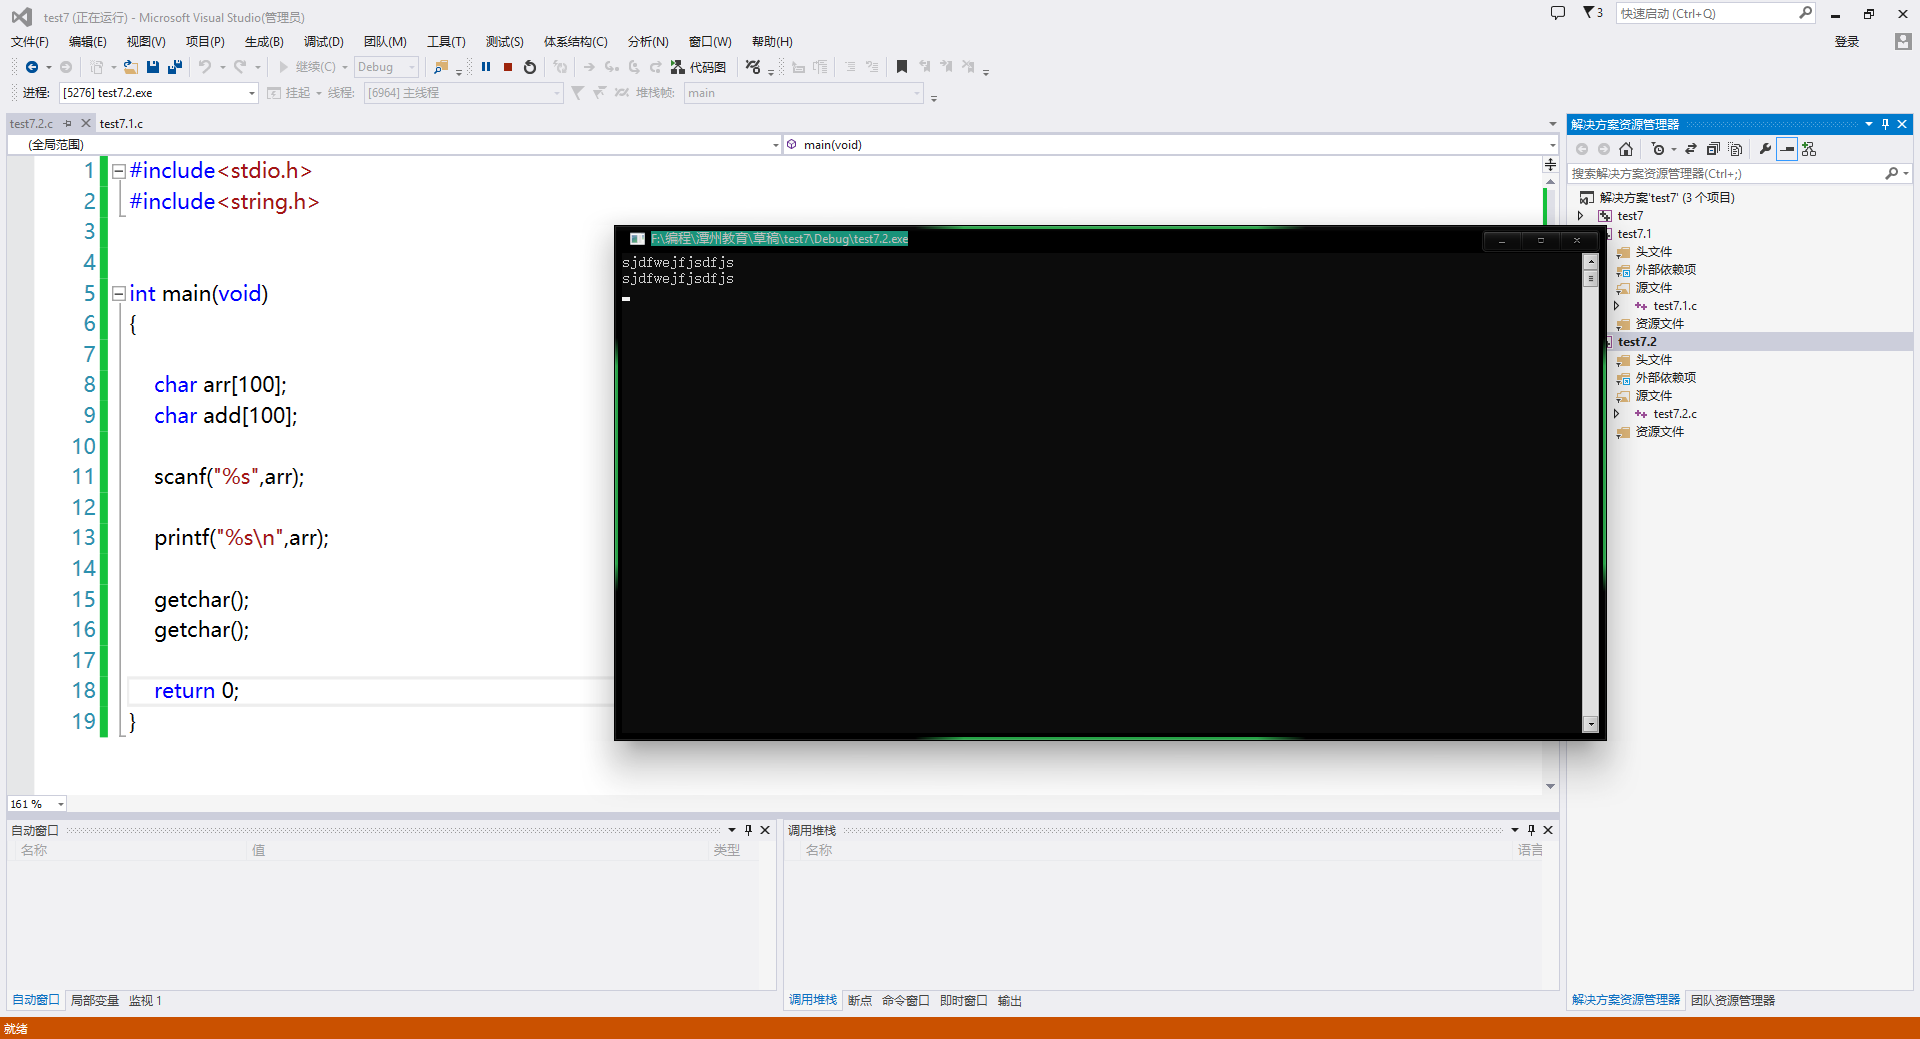 test7 (正在运行) - Microsoft Visual Studio(管理员)
3
快速启动 (Ctrl+Q)
文件(F) 编辑(E) 视图(V) 项目(P) 生成(B) 调试(D) 团队(M) 工具(T) 测试(S) 体系结构(C) 分析(N) 窗口(W) 帮助(H)
登录
继续(C) Debug 代码图
进程: [5276] test7.2.exe 挂起 线程: [6964] 主线程 堆栈帧: main
test7.2.c test7.1.c
(全局范围) main(void)
1 #include<stdio.h>
2 #include<string.h>
3
4
5 int main(void)
6 {
7
8 char arr[100];
9 char add[100];
10
11 scanf("%s",arr);
12
13 printf("%s\n",arr);
14
15 getchar();
16 getchar();
17
18 return 0;
19 }
161 %
F:\编程\潭州教育\草稿\test7\Debug\test7.2.exe
sjdfwejfjsdfjs
sjdfwejfjsdfjs
解决方案资源管理器
搜索解决方案资源管理器(Ctrl+;)
解决方案'test7' (3 个项目)
test7
test7.1
头文件
外部依赖项
源文件
test7.1.c
资源文件
test7.2
头文件
外部依赖项
源文件
test7.2.c
资源文件
自动窗口
名称 值 类型
调用堆栈
名称 语言
自动窗口 局部变量 监视 1
调用堆栈 断点 命令窗口 即时窗口 输出
解决方案资源管理器 团队资源管理器
就绪